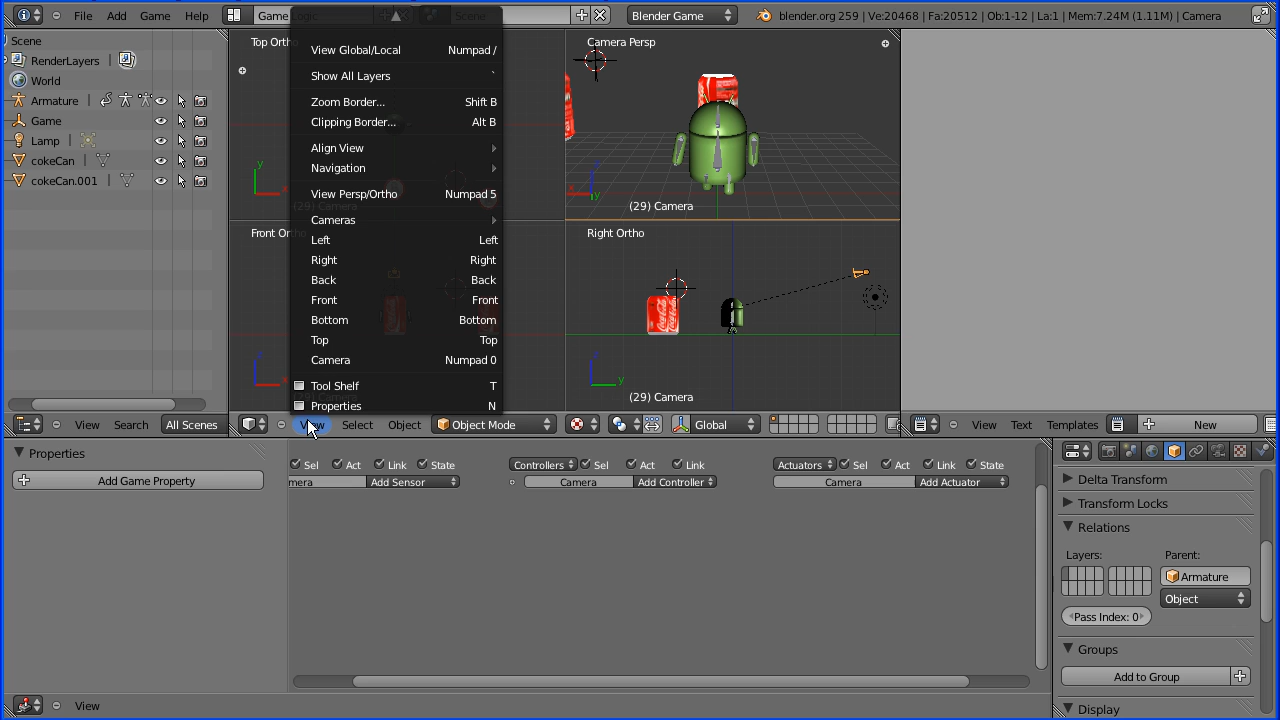 File Add Game Help Game Logic Scene Blender Game blender.org 259 | Ve:20468 | Fa:20512 | Ob:1-12 | La:1 | Mem:7.24M (1.11M) | Camera
Scene
RenderLayers
World
Armature
Game
Lamp
cokeCan
cokeCan.001
Top Ortho
View Global/Local Numpad /
Show All Layers `
Zoom Border... Shift B
Clipping Border... Alt B
Align View
Navigation
View Persp/Ortho Numpad 5
Cameras
Left Left
Right Right
Back Back
Front Front
Bottom Bottom
Top Top
Camera Numpad 0
Tool Shelf T
Properties N
Front Ortho
(29) Camera
(29) Camera
Camera Persp
(29) Camera
Right Ortho
(29) Camera
x
y
x
z
x
z
y
z
y
View Search All Scenes
View Select Object Object Mode Global
View Text Templates New
Properties
Add Game Property
Sel Act Link State
mera Add Sensor
Controllers Sel Act Link
Camera Add Controller
Actuators Sel Act Link State
Camera Add Actuator
View
Delta Transform
Transform Locks
Relations
Layers: Parent:
Armature
Object
Pass Index: 0
Groups
Add to Group
Display